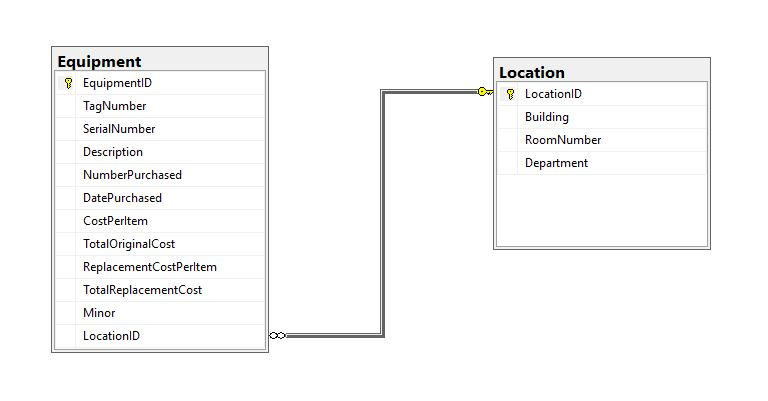 Equipment
EquipmentID
TagNumber
SerialNumber
Description
NumberPurchased
DatePurchased
CostPerItem
TotalOriginalCost
ReplacementCostPerItem
TotalReplacementCost
Minor
LocationID
Location
LocationID
Building
RoomNumber
Department